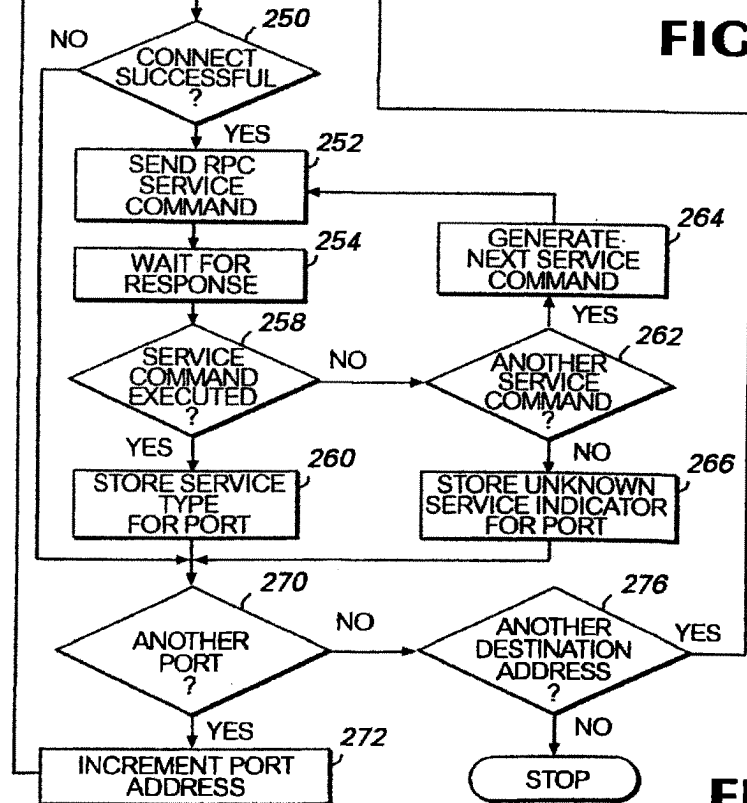 250
NO
FIG
CONNECT
SUCCESSFUL
?
YES
252
SEND RPC
SERVICE
COMMAND
254
WAIT FOR
RESPONSE
264
GENERATE
NEXT SERVICE
COMMAND
YES
258
SERVICE
COMMAND
EXECUTED
?
NO
262
ANOTHER
SERVICE
COMMAND
?
YES
NO
260
STORE SERVICE
TYPE
FOR PORT
266
STORE UNKNOWN
SERVICE INDICATOR
FOR PORT
270
ANOTHER
PORT
?
NO
276
ANOTHER
DESTINATION
ADDRESS
?
YES
YES
NO
272
INCREMENT PORT
ADDRESS
STOP